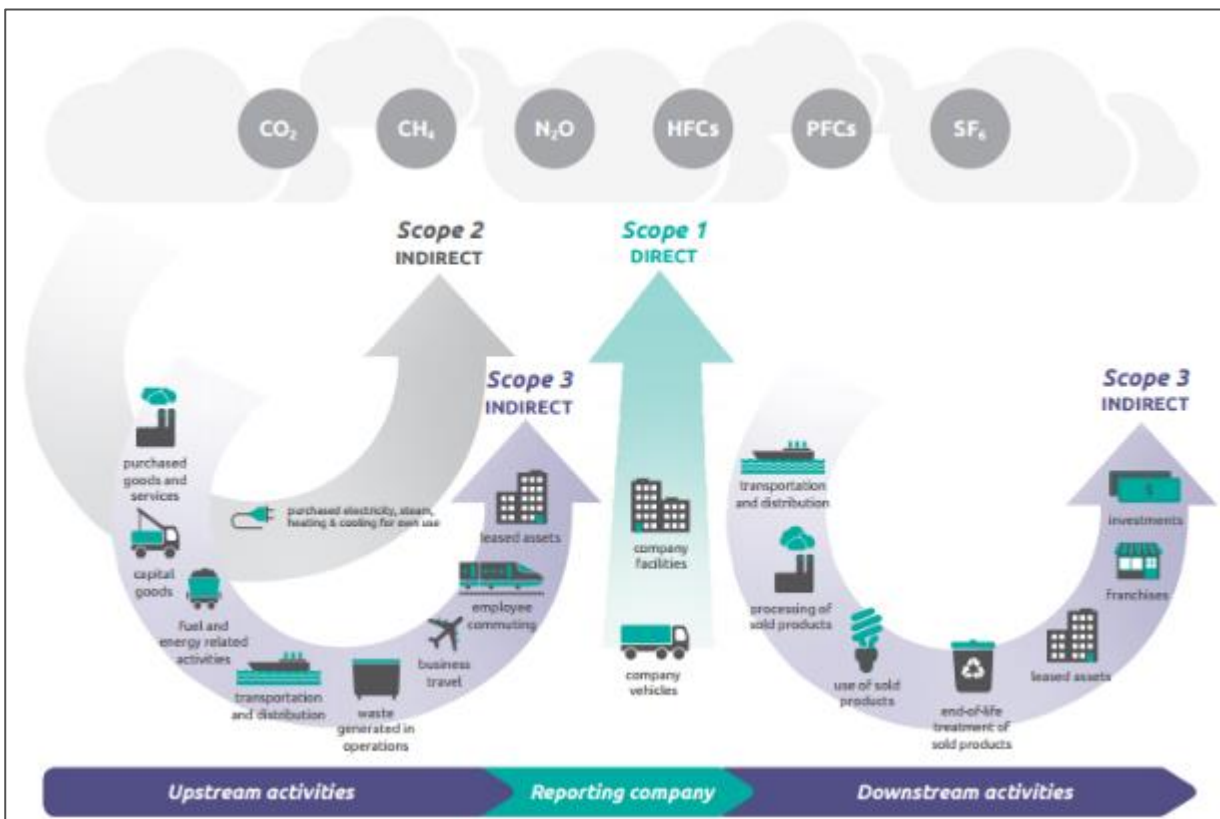 CO₂
CH₄
N₂O
HFCs
PFCs
SF₆
Scope 2
INDIRECT
Scope 1
DIRECT
Scope 3
INDIRECT
Scope 3
INDIRECT
purchased
goods and
services
capital
goods
Fuel and
energy related
activities
transportation
and distribution
waste
generated in
operations
business
travel
employee
commuting
leased assets
purchased electricity, steam,
heating & cooling for own use
company
facilities
company
vehicles
transportation
and distribution
processing of
sold products
use of sold
products
end-of-life
treatment of
sold products
leased assets
franchises
investments
$
Upstream activities
Reporting company
Downstream activities